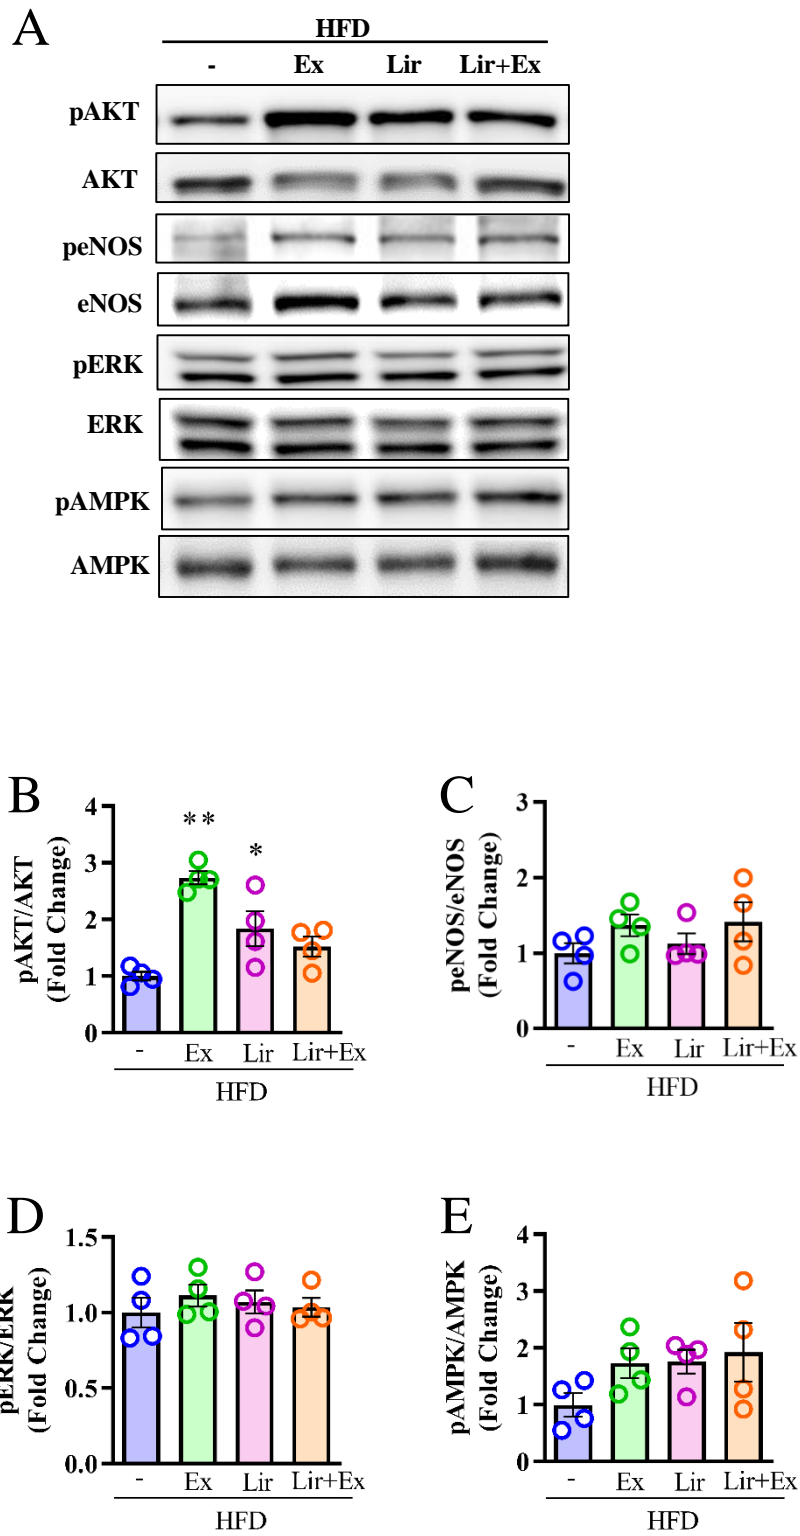 A
HFD
- Ex Lir Lir+Ex
pAKT
AKT
peNOS
eNOS
pERK
ERK
pAMPK
AMPK
B
pAKT/AKT
(Fold Change)
4
3
2
1
0
**
*
- Ex Lir Lir+Ex
HFD
C
peNOS/eNOS
(Fold Change)
3
2
1
0
- Ex Lir Lir+Ex
HFD
D
pERK/ERK
(Fold Change)
1.5
1.0
0.5
0.0
- Ex Lir Lir+Ex
HFD
E
pAMPK/AMPK
(Fold Change)
4
3
2
1
0
- Ex Lir Lir+Ex
HFD